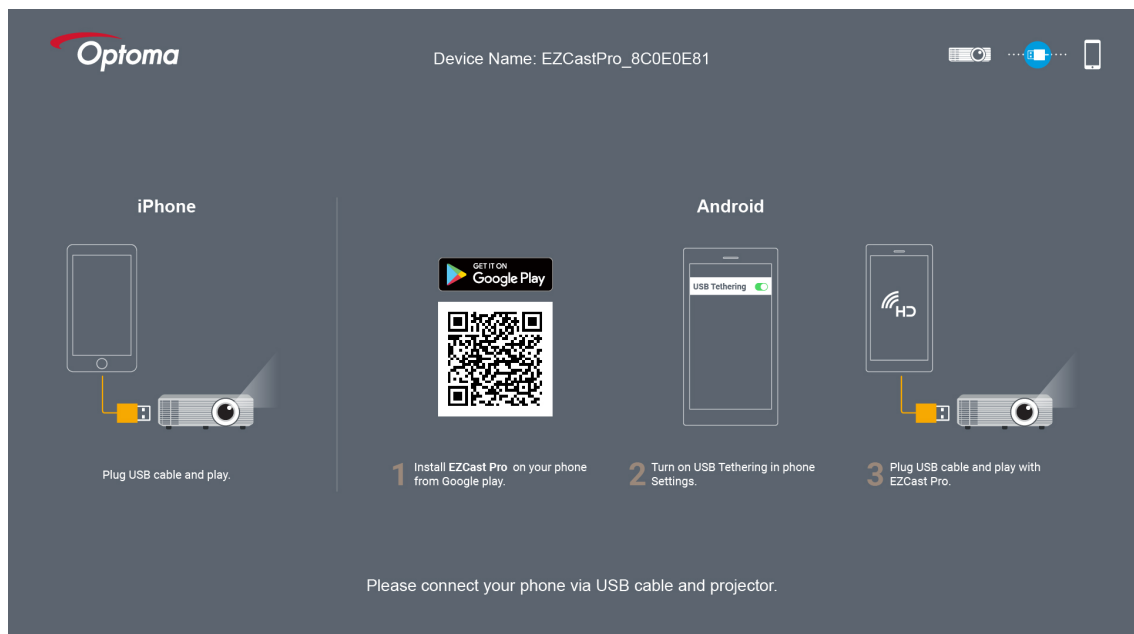 Optoma
Device Name: EZCastPro_8C0E0E81
iPhone
Plug USB cable and play.
Android
GET IT ON
Google Play
1 Install EZCast Pro on your phone
from Google play.
USB Tethering
2 Turn on USB Tethering in phone
Settings.
HD
3 Plug USB cable and play with
EZCast Pro.
Please connect your phone via USB cable and projector.